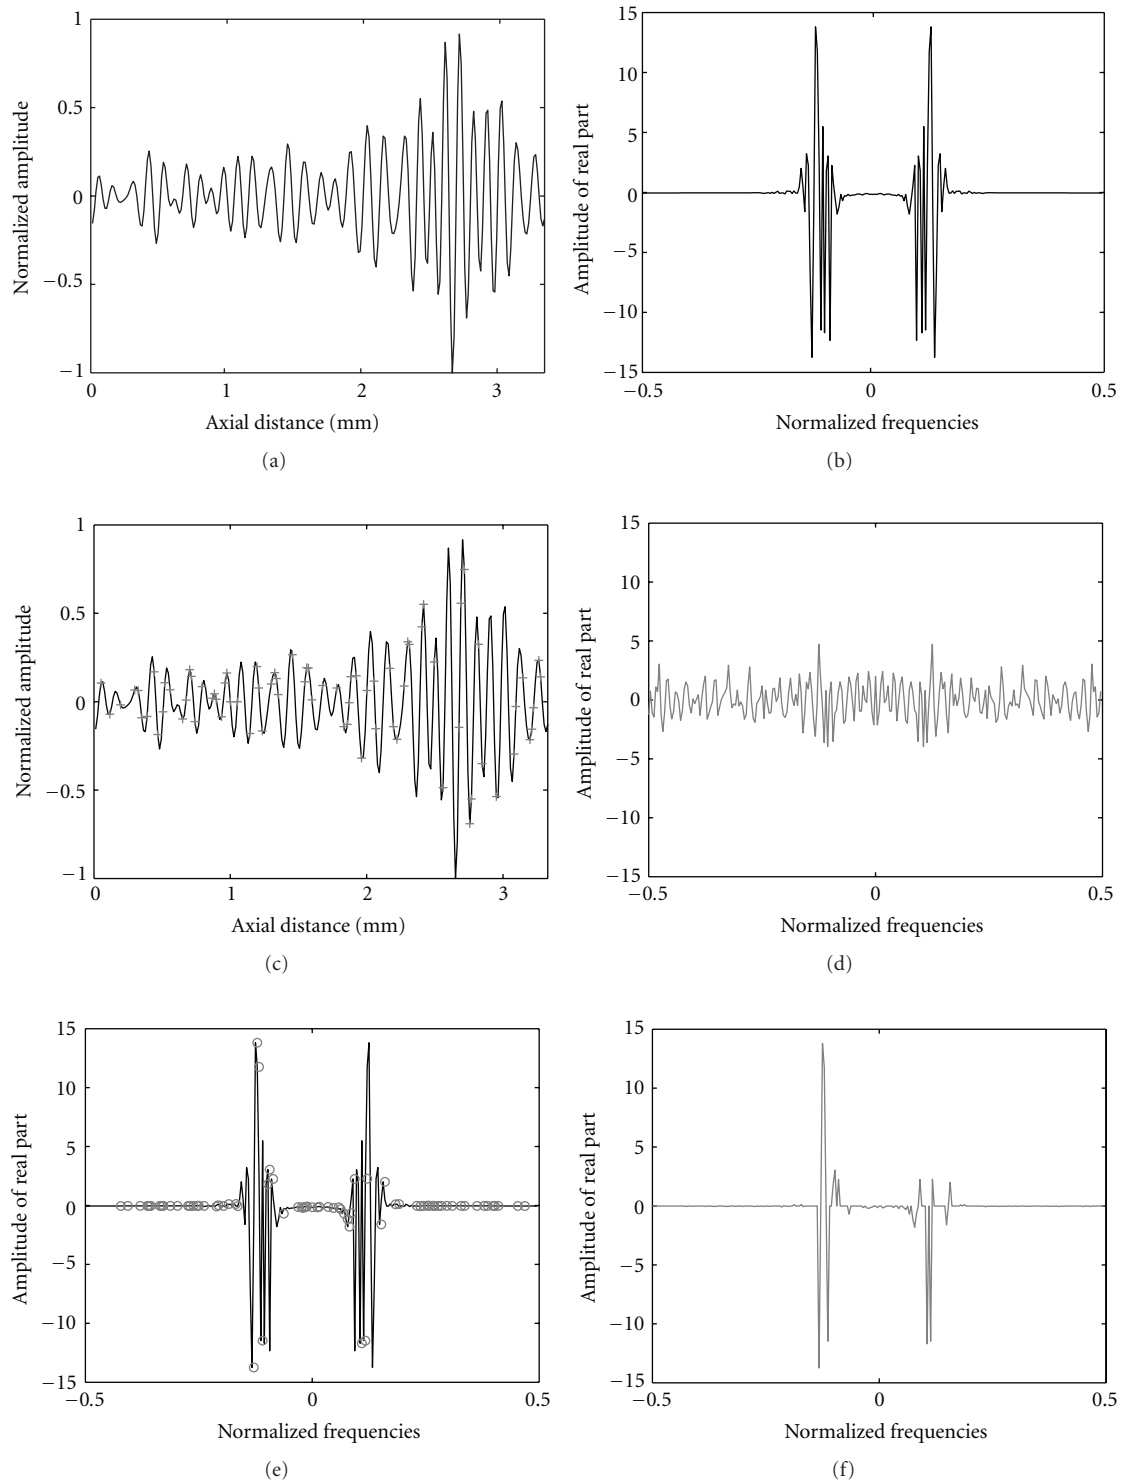 1
0.5
0
−0.5
−1
0 1 2 3
Normalized amplitude
Axial distance (mm)
(a)
15
10
5
0
−5
−10
−15
−0.5 0 0.5
Amplitude of real part
Normalized frequencies
(b)
1
0.5
0
−0.5
−1
0 1 2 3
Normalized amplitude
Axial distance (mm)
(c)
15
10
5
0
−5
−10
−15
−0.5 0 0.5
Amplitude of real part
Normalized frequencies
(d)
15
10
5
0
−5
−10
−15
−0.5 0 0.5
Amplitude of real part
Normalized frequencies
(e)
15
10
5
0
−5
−10
−15
−0.5 0 0.5
Amplitude of real part
Normalized frequencies
(f)